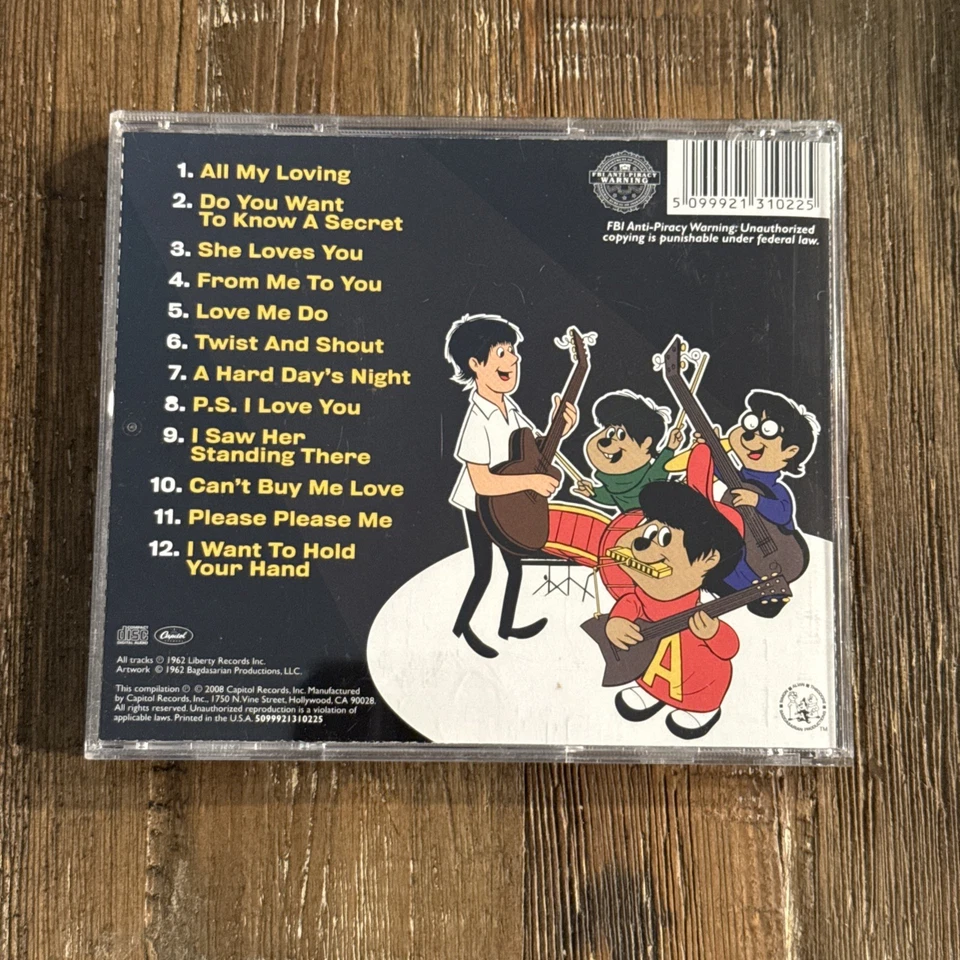 1. All My Loving
2. Do You Want
To Know A Secret
3. She Loves You
4. From Me To You
5. Love Me Do
6. Twist And Shout
7. A Hard Day's Night
8. P.S. I Love You
9. I Saw Her
Standing There
10. Can't Buy Me Love
11. Please Please Me
12. I Want To Hold
Your Hand
FBI ANTI-PIRACY
WARNING
5 099921 310225
FBI Anti-Piracy Warning: Unauthorized
copying is punishable under federal law.
A
COMPACT
disc
DIGITAL AUDIO
Capitol
All tracks ℗ 1962 Liberty Records Inc.
Artwork © 1962 Bagdasarian Productions, LLC.
This compilation ℗ © 2008 Capitol Records, Inc. Manufactured
by Capitol Records, Inc., 1750 N. Vine Street, Hollywood, CA 90028.
All rights reserved. Unauthorized reproduction is a violation of
applicable laws. Printed in the U.S.A. 5099921310225
TM